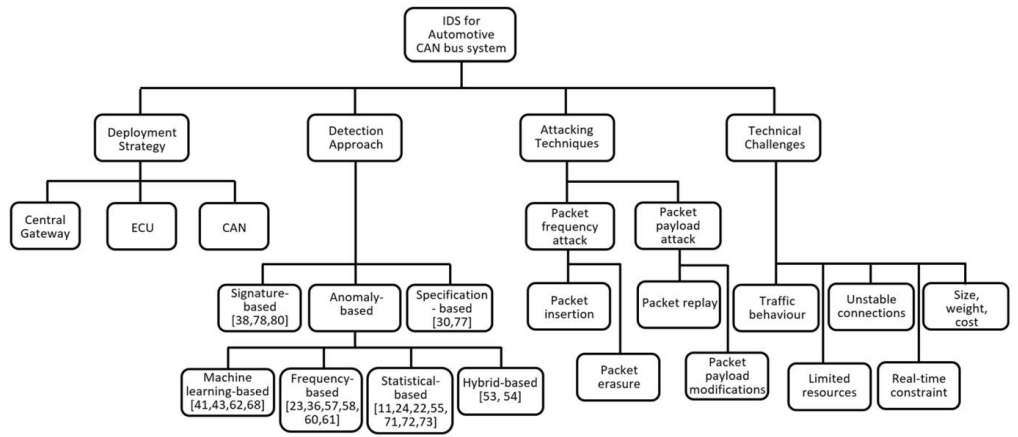 IDS for
Automotive
CAN bus system
Deployment
Strategy
Detection
Approach
Attacking
Techniques
Technical
Challenges
Central
Gateway
ECU
CAN
Packet
frequency
attack
Packet
payload
attack
Signature-
based
[38,78,80]
Anomaly-
based
Specification
- based
[30,77]
Packet
insertion
Packet replay
Traffic
behaviour
Unstable
connections
Size,
weight,
cost
Machine
learning-based
[41,43,62,68]
Frequency-
based
[23,36,57,58,
60,61]
Statistical-
based
[11,24,22,55,
71,72,73]
Hybrid-based
[53, 54]
Packet
erasure
Packet
payload
modifications
Limited
resources
Real-time
constraint